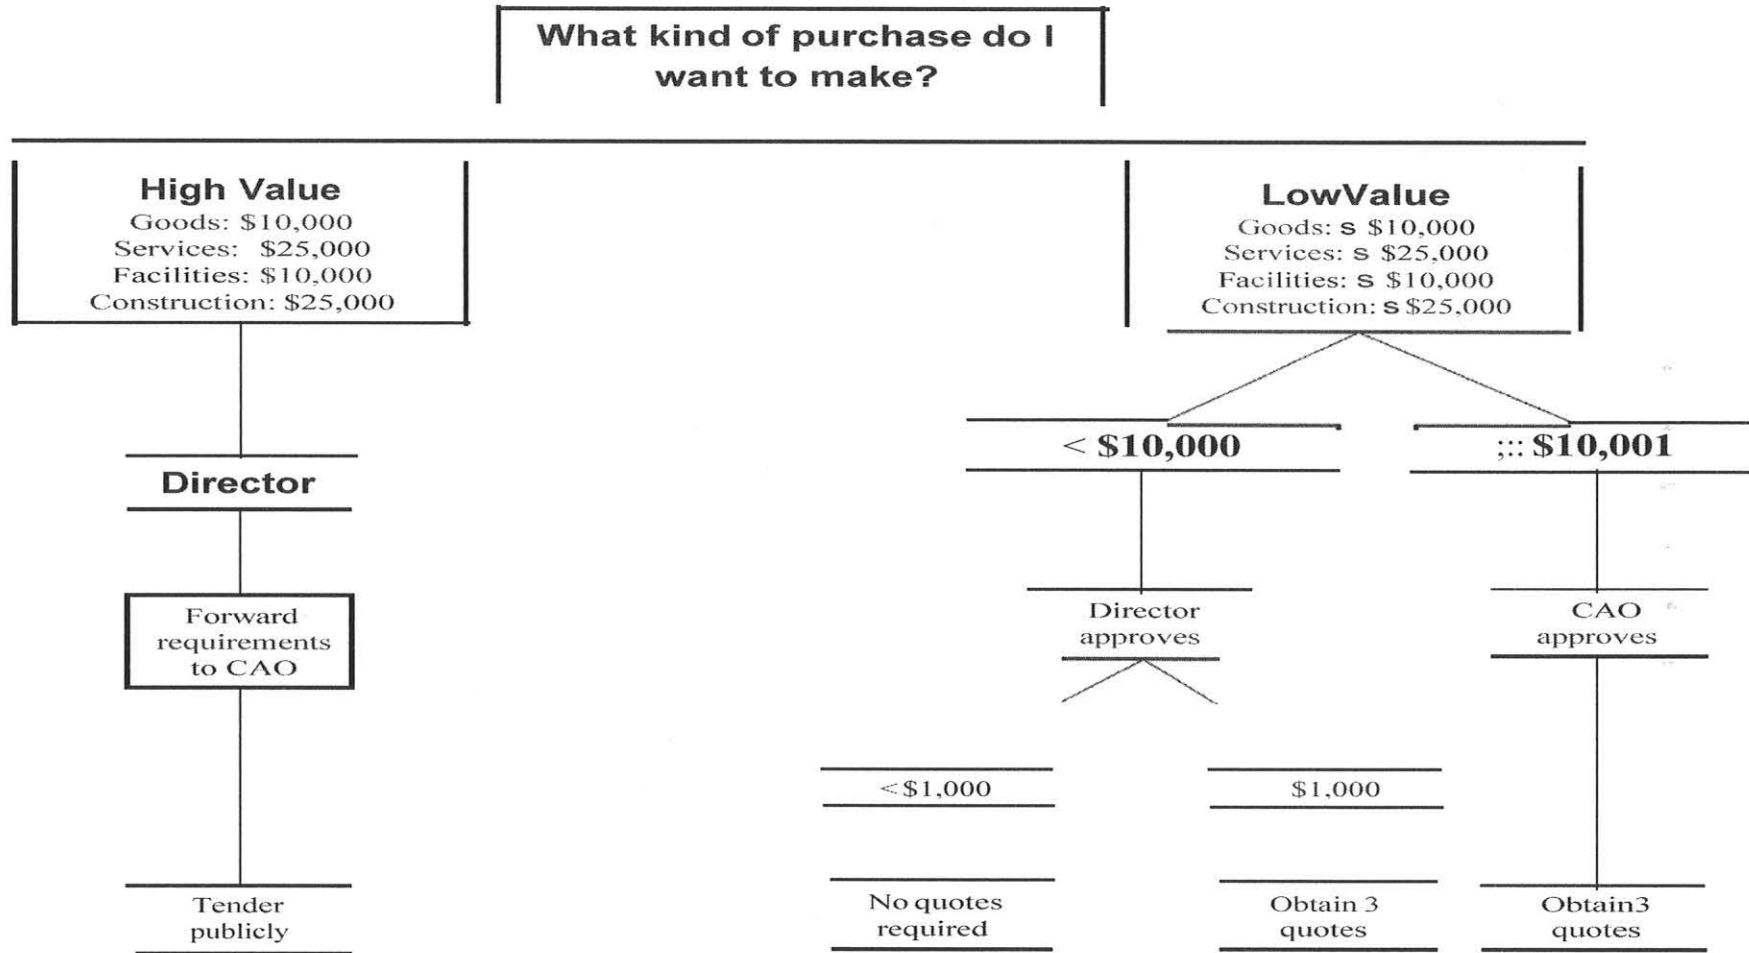 What kind of purchase do I
want to make?
High Value
Goods: $10,000
Services: $25,000
Facilities: $10,000
Construction: $25,000
LowValue
Goods: s $10,000
Services: s $25,000
Facilities: s $10,000
Construction: s $25,000
< $10,000
;:: $10,001
Director
Forward
requirements
to CAO
Director
approves
CAO
approves
<$1,000
$1,000
Tender
publicly
No quotes
required
Obtain 3
quotes
Obtain3
quotes